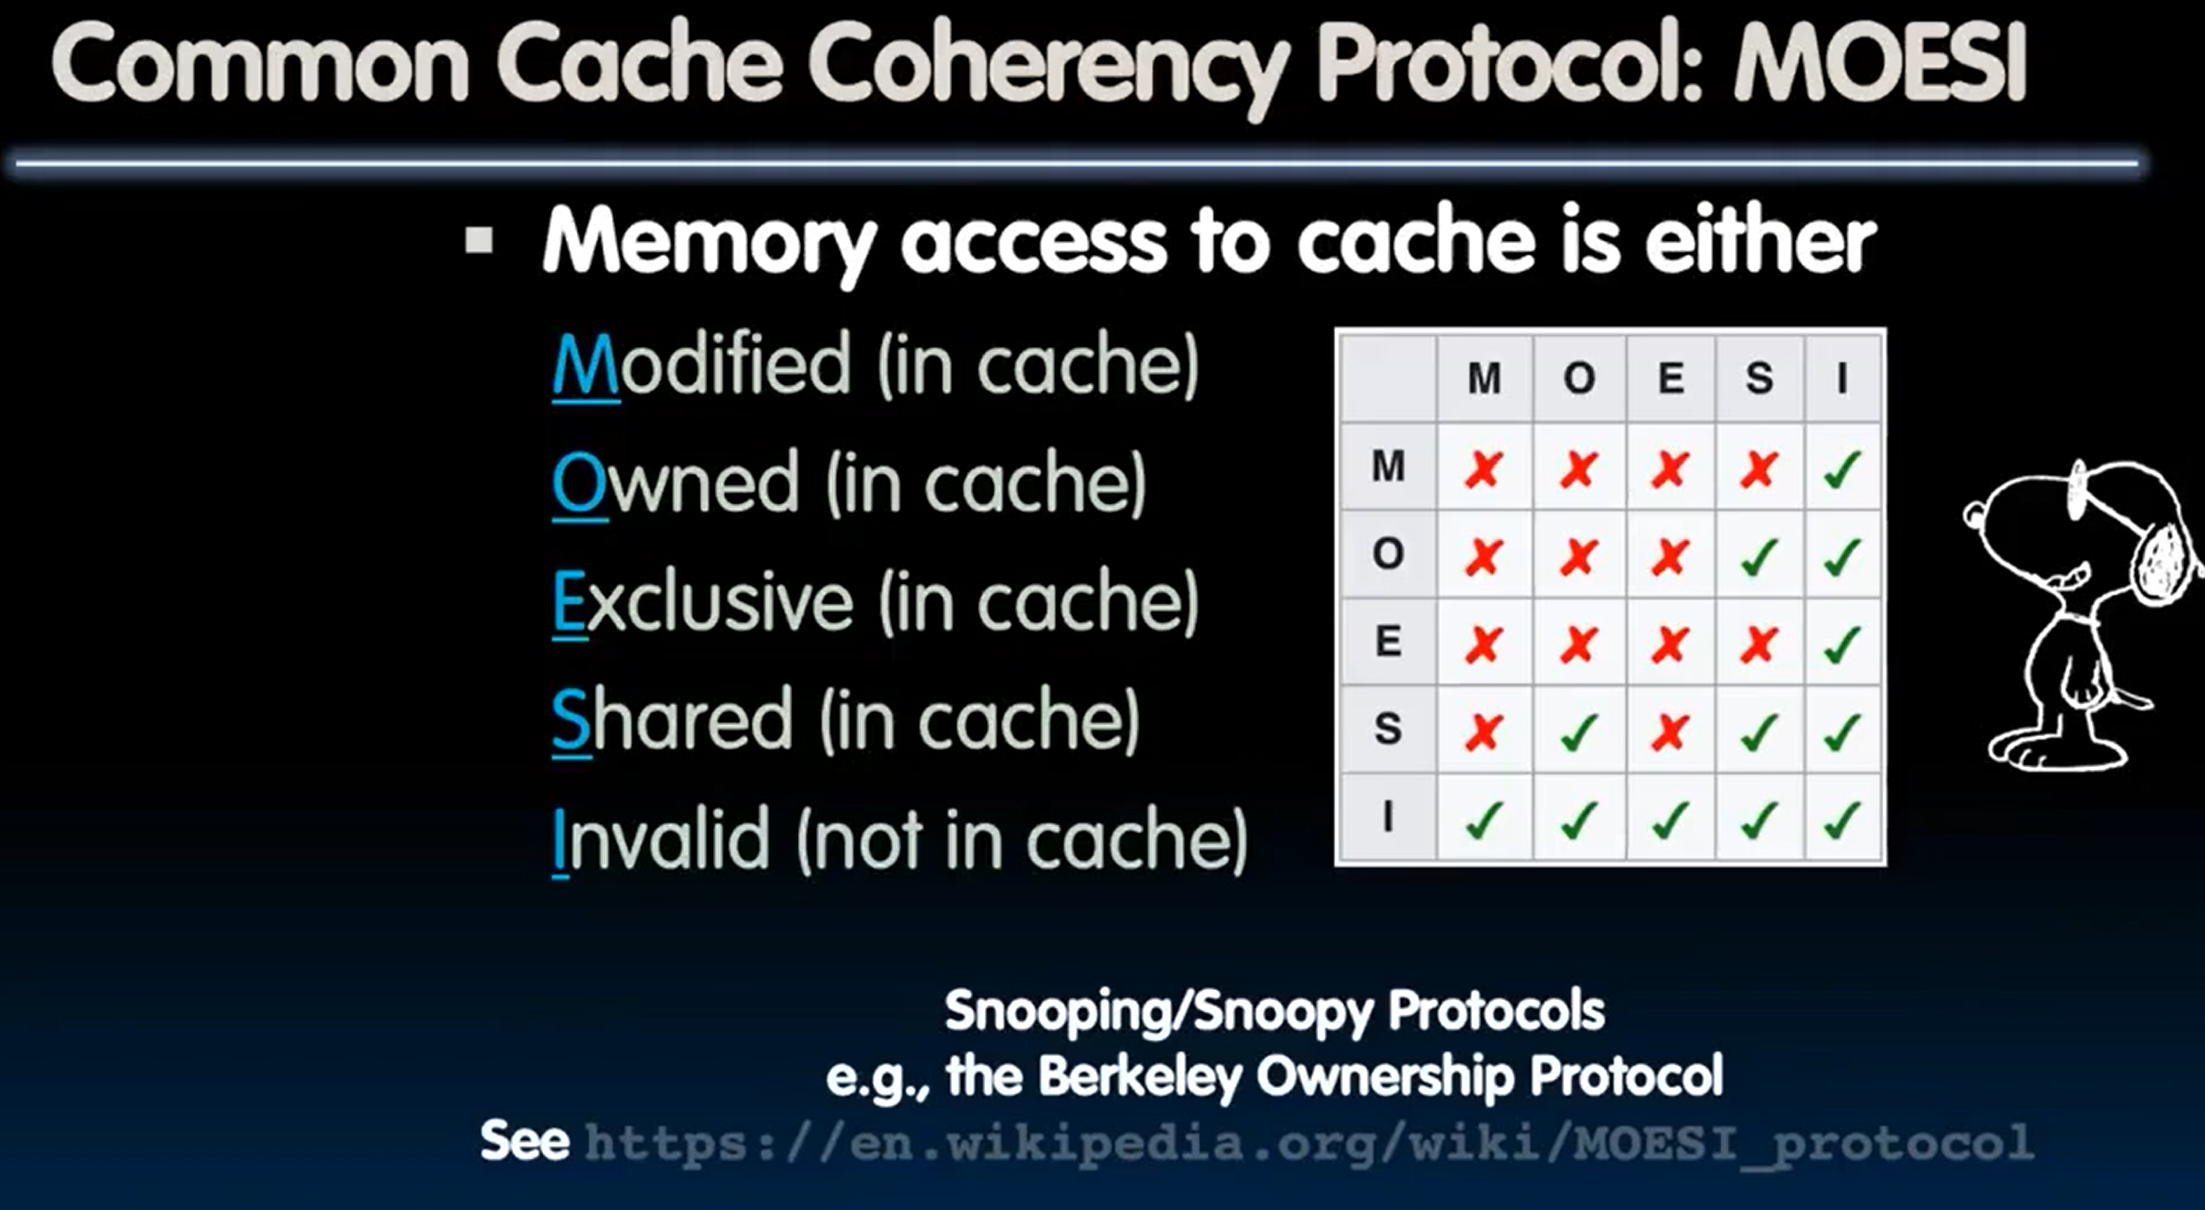 Common Cache Coherency Protocol: MOESI
▪ Memory access to cache is either
Modified (in cache)
Owned (in cache)
Exclusive (in cache)
Shared (in cache)
Invalid (not in cache)
M O E S I
M ✘ ✘ ✘ ✘ ✓
O ✘ ✘ ✘ ✓ ✓
E ✘ ✘ ✘ ✘ ✓
S ✘ ✓ ✘ ✓ ✓
I ✓ ✓ ✓ ✓ ✓
Snooping/Snoopy Protocols
e.g., the Berkeley Ownership Protocol
See https://en.wikipedia.org/wiki/MOESI_protocol